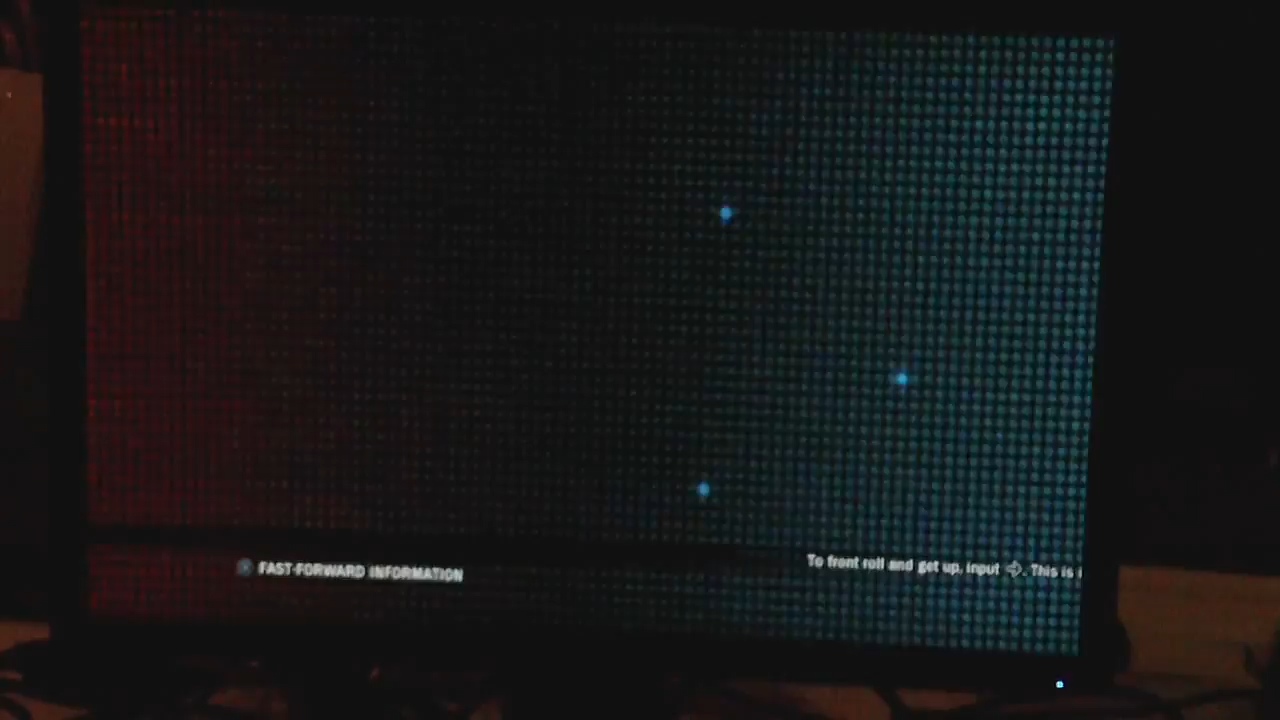 FAST-FORWARD INFORMATION
To front roll and get up, input ⇨. This is